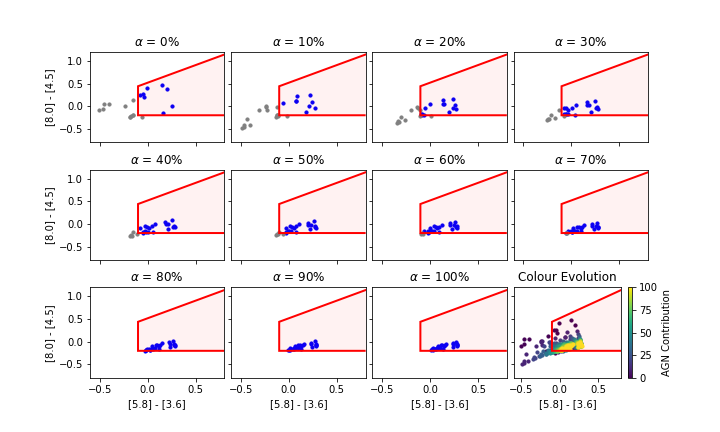 α = 0%
α = 10%
α = 20%
α = 30%
1.0
0.5
0.0
−0.5
[8.0] - [4.5]
α = 40%
α = 50%
α = 60%
α = 70%
1.0
0.5
0.0
−0.5
[8.0] - [4.5]
α = 80%
α = 90%
α = 100%
Colour Evolution
1.0
0.5
0.0
−0.5
[8.0] - [4.5]
100
75
50
25
0
AGN Contribution
−0.5 0.0 0.5
−0.5 0.0 0.5
−0.5 0.0 0.5
−0.5 0.0 0.5
[5.8] - [3.6]
[5.8] - [3.6]
[5.8] - [3.6]
[5.8] - [3.6]